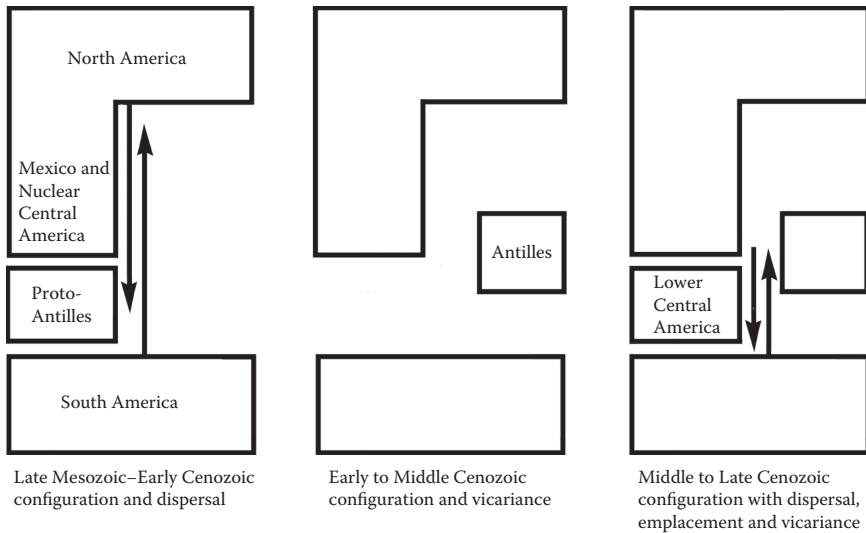 North America
Mexico and
Nuclear
Central
America
Proto-
Antilles
South America
Late Mesozoic–Early Cenozoic
configuration and dispersal
Antilles
Early to Middle Cenozoic
configuration and vicariance
Lower
Central
America
Middle to Late Cenozoic
configuration with dispersal,
emplacement and vicariance